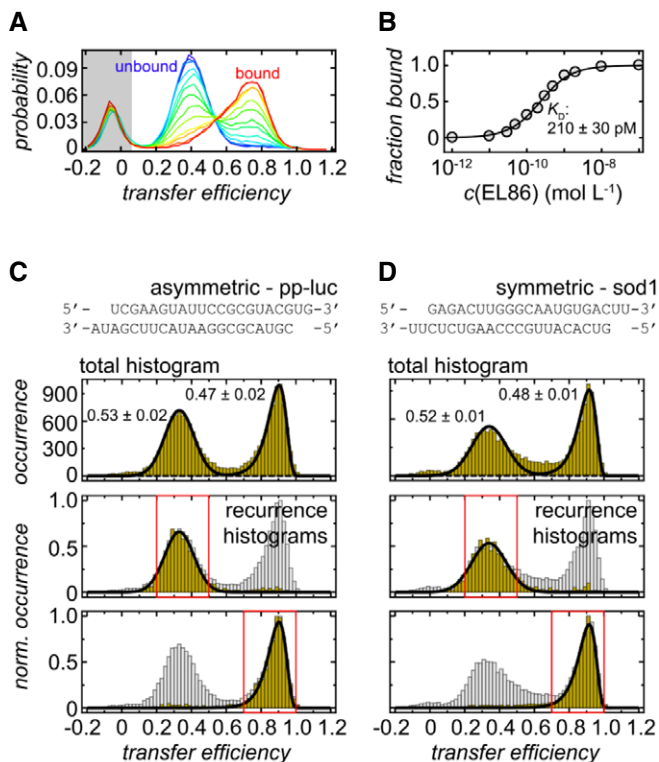 A
probability
0.09
0.06
0.03
0
unbound
bound
-0.2 0 0.2 0.4 0.6 0.8 1.0 1.2
transfer efficiency
B
fraction bound
1.0
0.5
0
K_D:
210 ± 30 pM
10^-12 10^-10 10^-8
c(EL86) (mol L^-1)
C
asymmetric - pp-luc
5'- UCGAAGUAUUCCGCGUACGUG-3'
3'-AUAGCUUCAUAAGGCGCAUGC -5'
total histogram
occurrence
900
600
300
0
0.53 ± 0.02
0.47 ± 0.02
recurrence
histograms
norm. occurrence
1.0
0.5
0
1.0
0.5
0
-0.2 0 0.2 0.4 0.6 0.8 1.0 1.2
transfer efficiency
D
symmetric - sod1
5'- GAGACUUGGGCAAUGUGACUU-3'
3'-UUCUCUGAACCCGUUACACUG -5'
total histogram
0.52 ± 0.01
0.48 ± 0.01
recurrence
histograms
-0.2 0 0.2 0.4 0.6 0.8 1.0 1.2
transfer efficiency